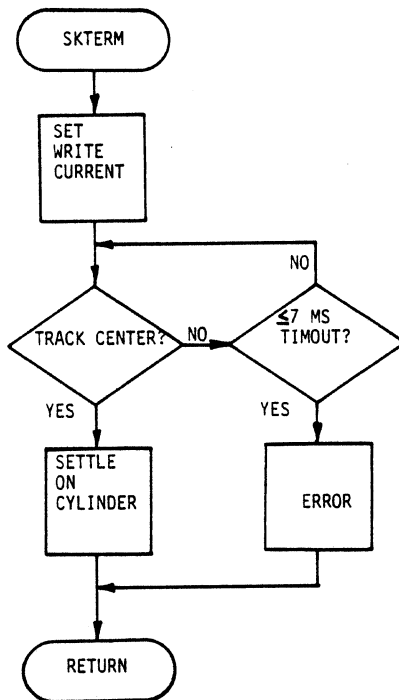 SKTERM
SET
WRITE
CURRENT
NO
TRACK CENTER?
NO
≤7 MS
TIMOUT?
YES
YES
SETTLE
ON
CYLINDER
ERROR
RETURN